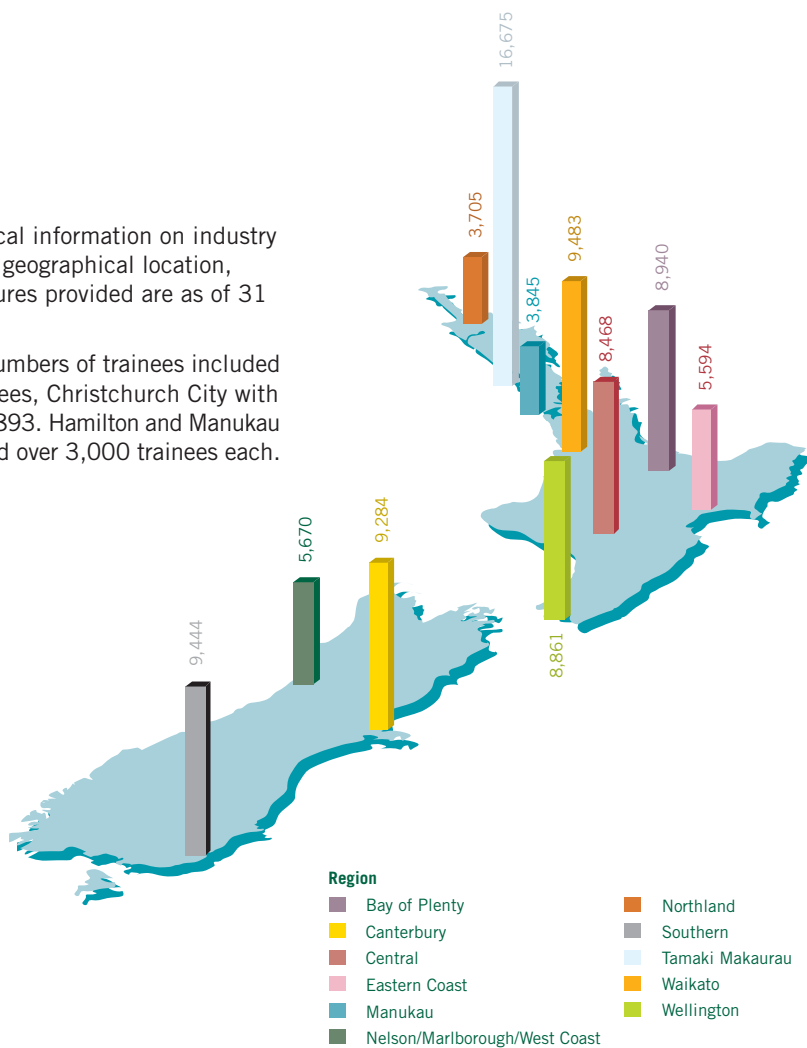 cal information on industry
geographical location,
ures provided are as of 31
umbers of trainees included
ees, Christchurch City with
393. Hamilton and Manukau
d over 3,000 trainees each.
16,675
3,705
9,483
3,845
8,940
8,468
5,594
9,284
5,670
9,444
8,861
Region
Bay of Plenty
Canterbury
Central
Eastern Coast
Manukau
Nelson/Marlborough/West Coast
Northland
Southern
Tamaki Makaurau
Waikato
Wellington